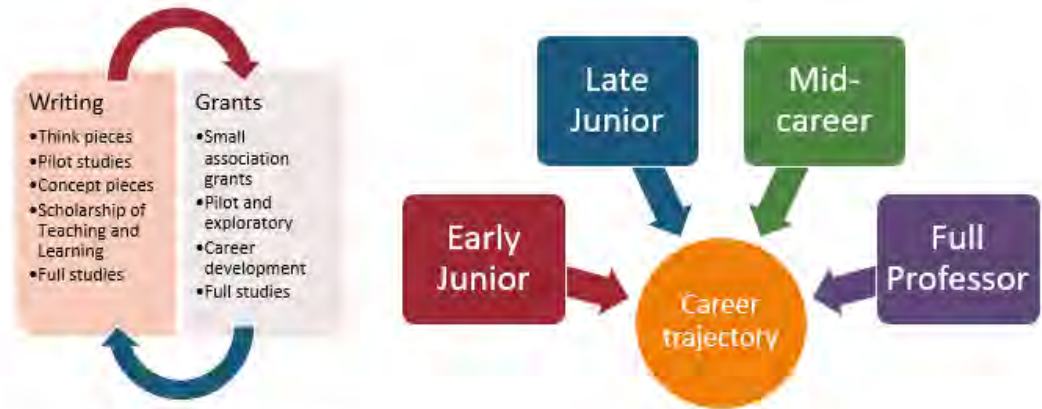 Writing
•Think pieces
•Pilot studies
•Concept pieces
•Scholarship of
Teaching and
Learning
•Full studies
Grants
•Small
association
grants
•Pilot and
exploratory
•Career
development
•Full studies
Early
Junior
Late
Junior
Mid-
career
Full
Professor
Career
trajectory